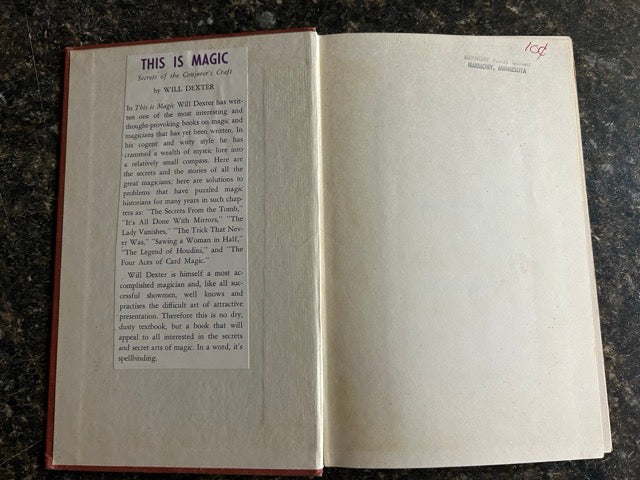 THIS IS MAGIC
Secrets of the Conjuror's Craft
by WILL DEXTER
In This is Magic Will Dexter has writ-
ten one of the most interesting and
thought-provoking books on magic and
magicians that has yet been written. In
his cogent and witty style he has
crammed a wealth of mystic lore into
a relatively small compass. Here are
the secrets and the stories of all the
great magicians; here are solutions to
problems that have puzzled magic
historians for many years in such chap-
ters as: "The Secrets From the Tomb,"
"It's All Done With Mirrors," "The
Lady Vanishes," "The Trick That Nev-
er Was," "Sawing a Woman in Half,"
"The Legend of Houdini," and "The
Four Aces of Card Magic."
Will Dexter is himself a most ac-
complished magician and, like all suc-
cessful showmen, well knows and
practises the difficult art of attractive
presentation. Therefore this is no dry,
dusty textbook, but a book that will
appeal to all interested in the secrets
and secret arts of magic. In a word, it's
spellbinding.
10¢
MINNESOTA